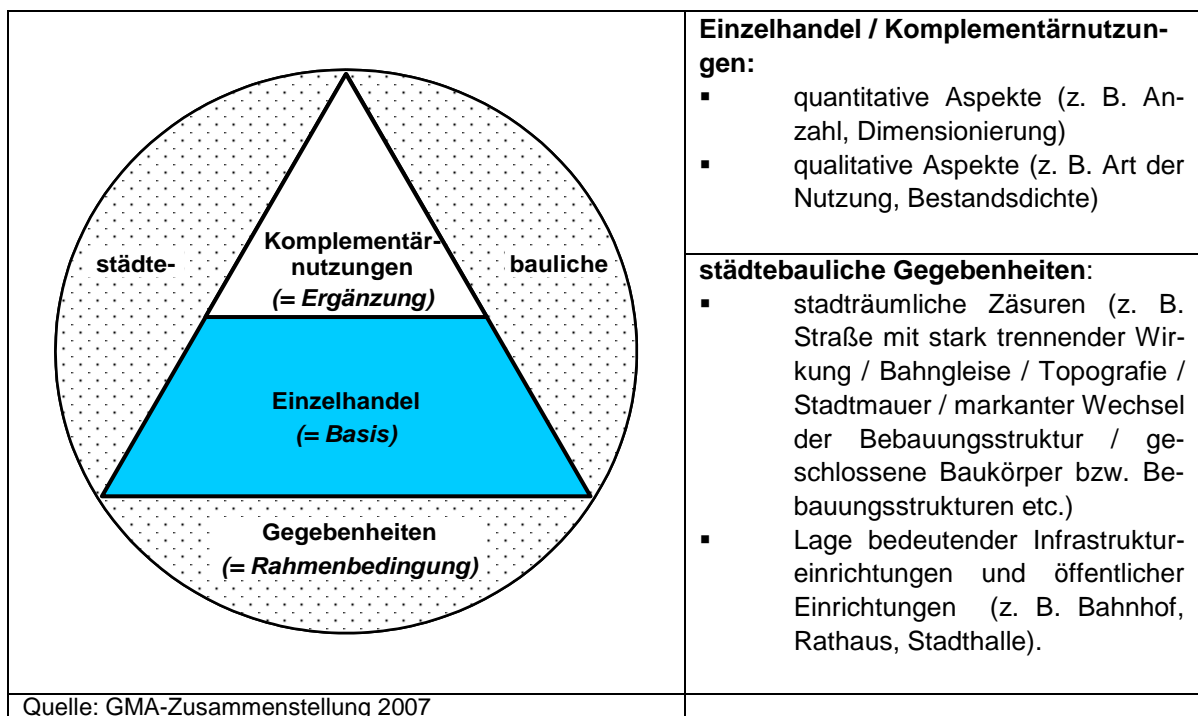 städte-
bauliche
Komplementär-
nutzungen
(= Ergänzung)
Einzelhandel
(= Basis)
Gegebenheiten
(= Rahmenbedingung)
Einzelhandel / Komplementärnutzun-
gen:
▪ quantitative Aspekte (z. B. An-
zahl, Dimensionierung)
▪ qualitative Aspekte (z. B. Art der
Nutzung, Bestandsdichte)
städtebauliche Gegebenheiten:
▪ stadträumliche Zäsuren (z. B.
Straße mit stark trennender Wir-
kung / Bahngleise / Topografie /
Stadtmauer / markanter Wechsel
der Bebauungsstruktur / ge-
schlossene Baukörper bzw. Be-
bauungsstrukturen etc.)
▪ Lage bedeutender Infrastruktur-
einrichtungen und öffentlicher
Einrichtungen (z. B. Bahnhof,
Rathaus, Stadthalle).
Quelle: GMA-Zusammenstellung 2007